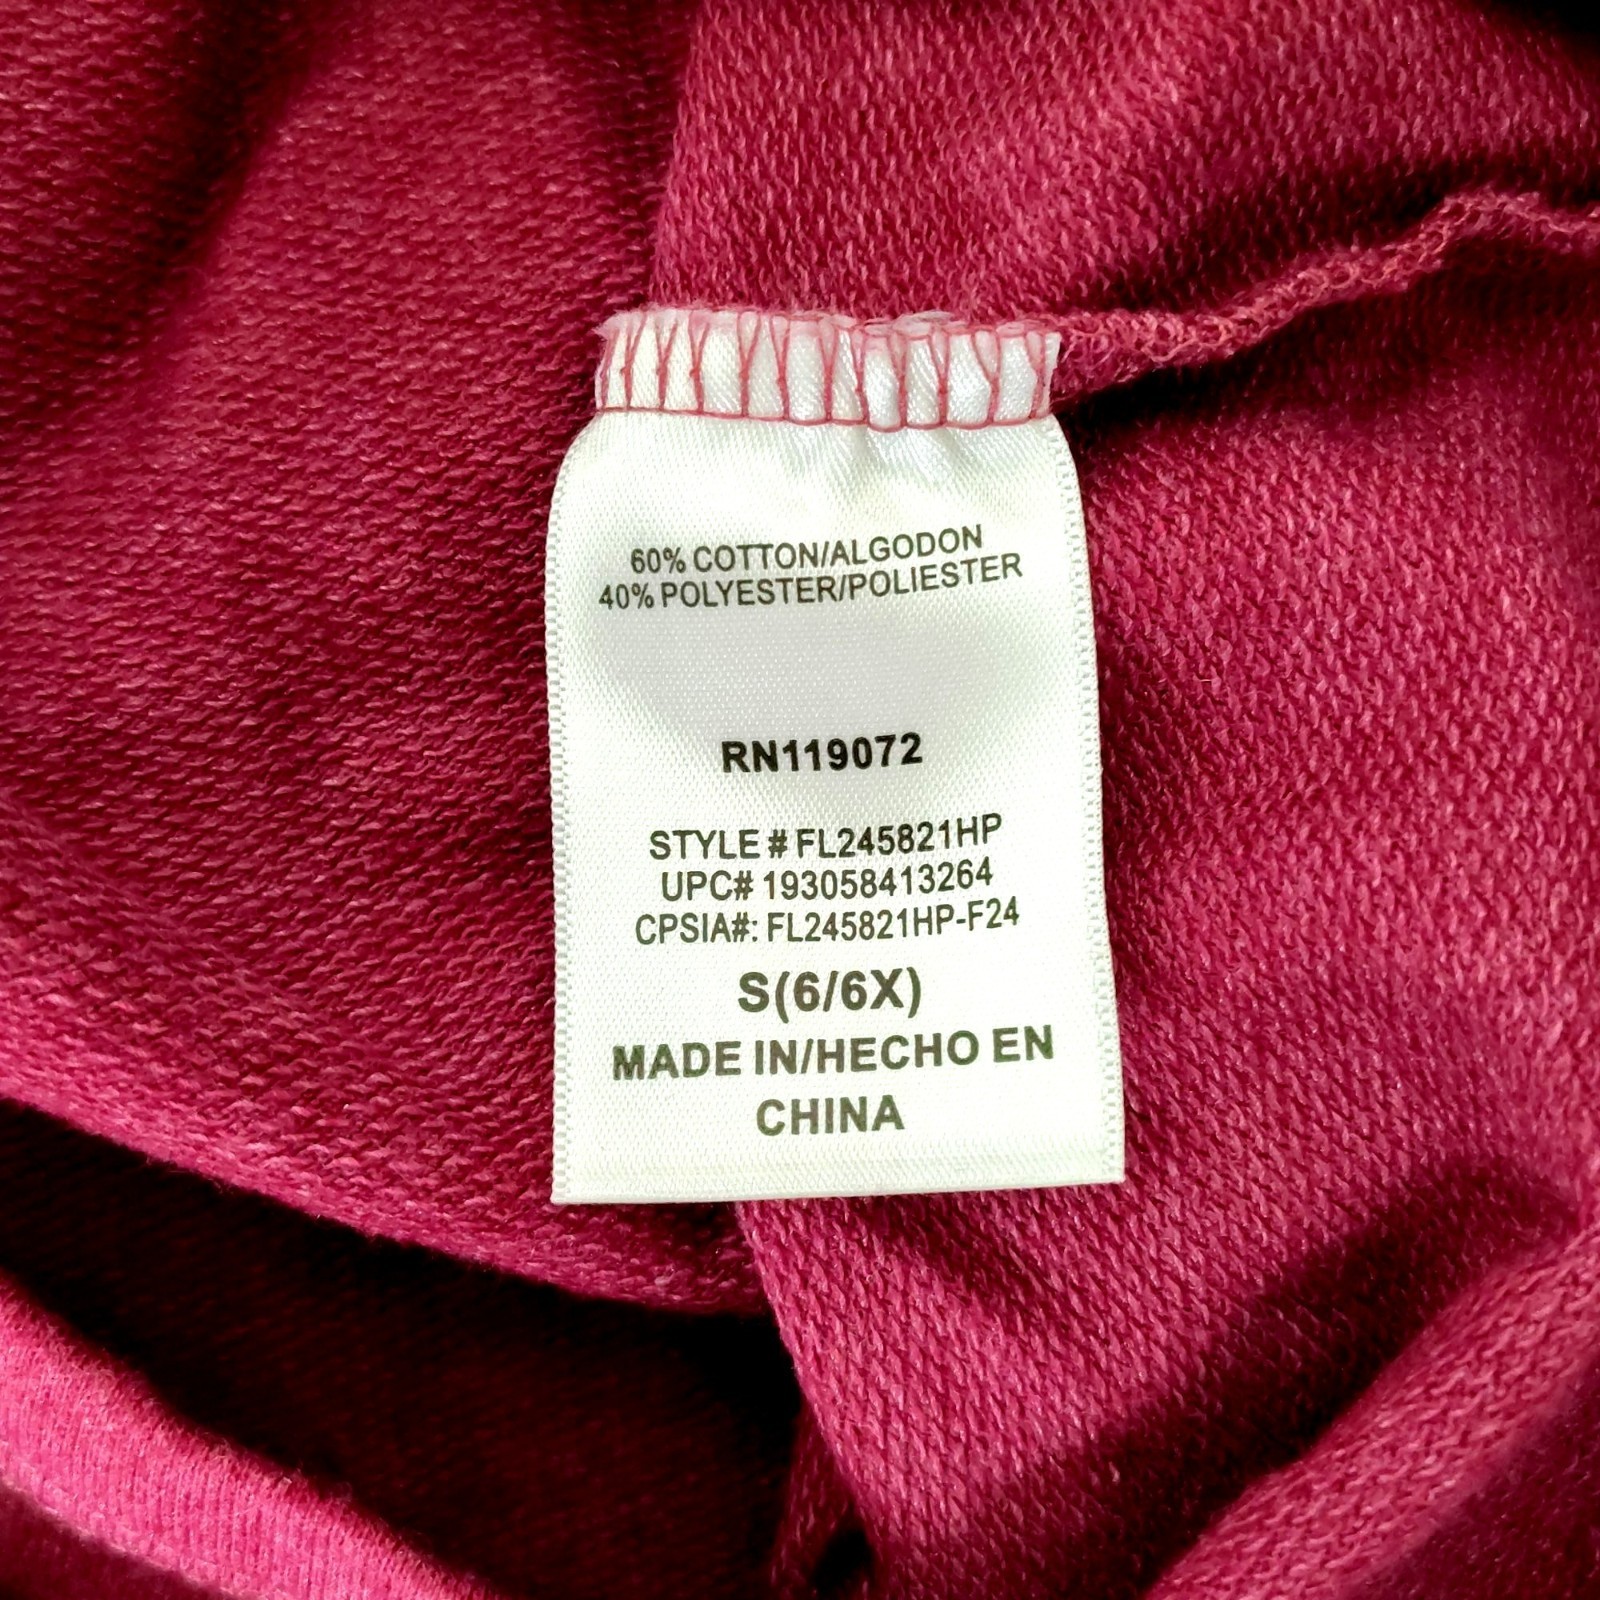 60% COTTON/ALGODON
40% POLYESTER/POLIESTER
RN119072
STYLE # FL245821HP
UPC# 193058413264
CPSIA#: FL245821HP-F24
S(6/6X)
MADE IN/HECHO EN
CHINA